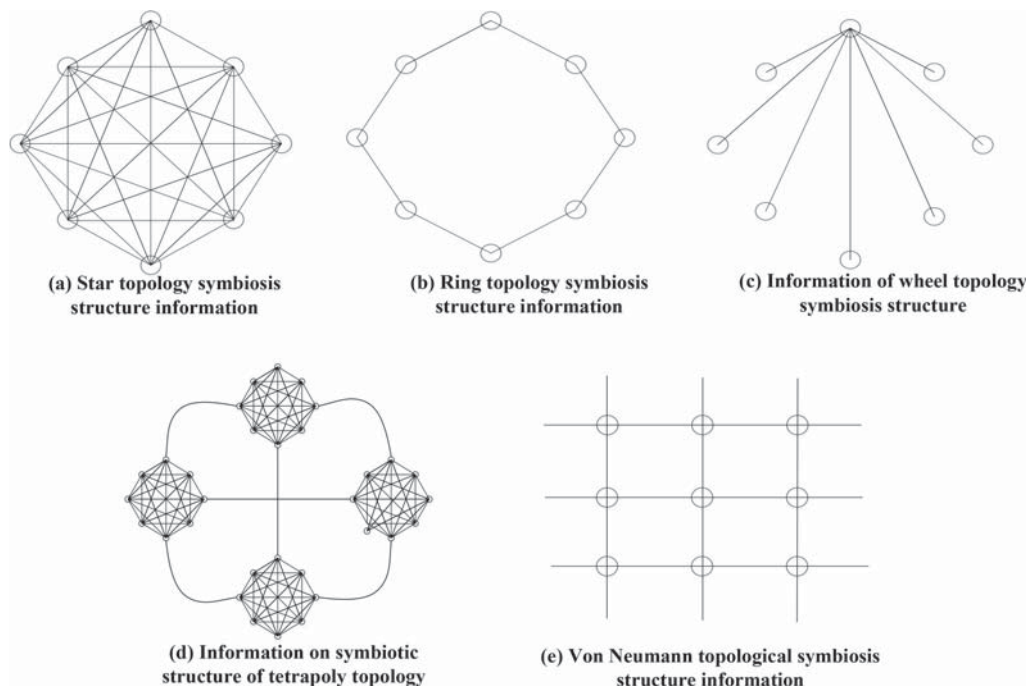 (a) Star topology symbiosis
structure information
(b) Ring topology symbiosis
structure information
(c) Information of wheel topology
symbiosis structure
(d) Information on symbiotic
structure of tetrapoly topology
(e) Von Neumann topological symbiosis
structure information